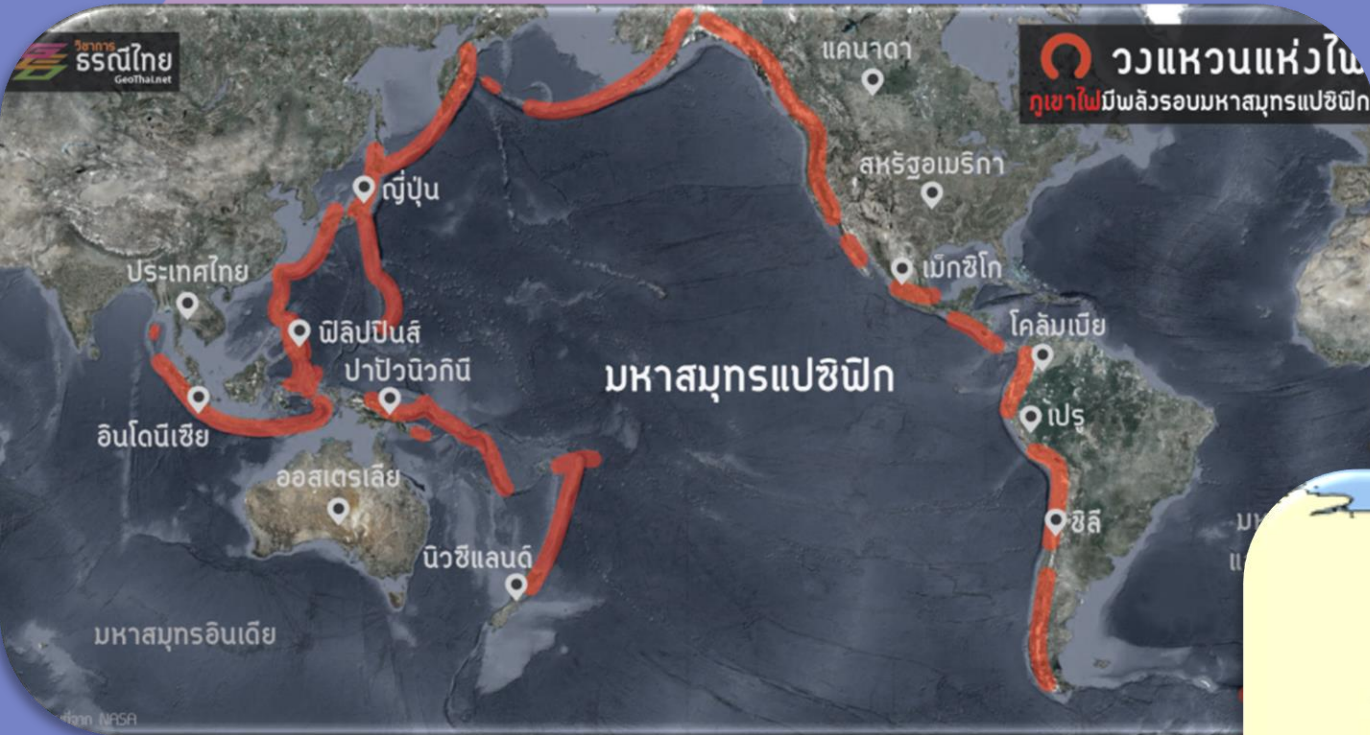 วิชาการ
ธรณีไทย
GeoThai.net
วงแหวนแห่งไฟ
ภูเขาไฟมีพลังรอบมหาสมุทรแปซิฟิก
แคนาดา
สหรัฐอเมริกา
ญี่ปุ่น
ประเทศไทย
เม็กซิโก
ฟิลิปปินส์
โคลัมเบีย
ปาปัวนิวกินี
มหาสมุทรแปซิฟิก
อินโดนีเซีย
เปรู
ออสเตรเลีย
ชิลี
นิวซีแลนด์
มหาสมุทรอินเดีย
จาก NASA